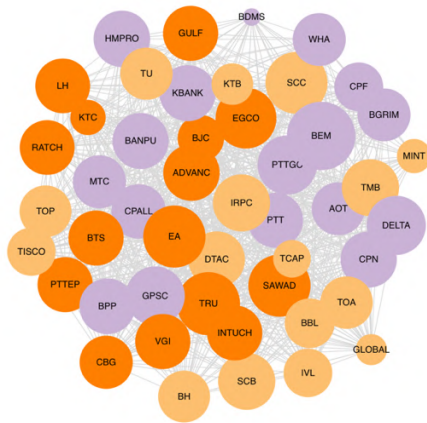 BDMS
GULF
HMPRO
WHA
TU
KTB
SCC
LH
KBANK
CPF
KTC
EGCO
BGRIM
BJC
BEM
RATCH
BANPU
MINT
PTTGC
ADVANC
MTC
TMB
IRPC
AOT
TOP
CPALL
PTT
DELTA
BTS
EA
TISCO
DTAC
TCAP
CPN
PTTEP
SAWAD
BPP
GPSC
TRU
TOA
BBL
INTUCH
VGI
GLOBAL
CBG
IVL
SCB
BH